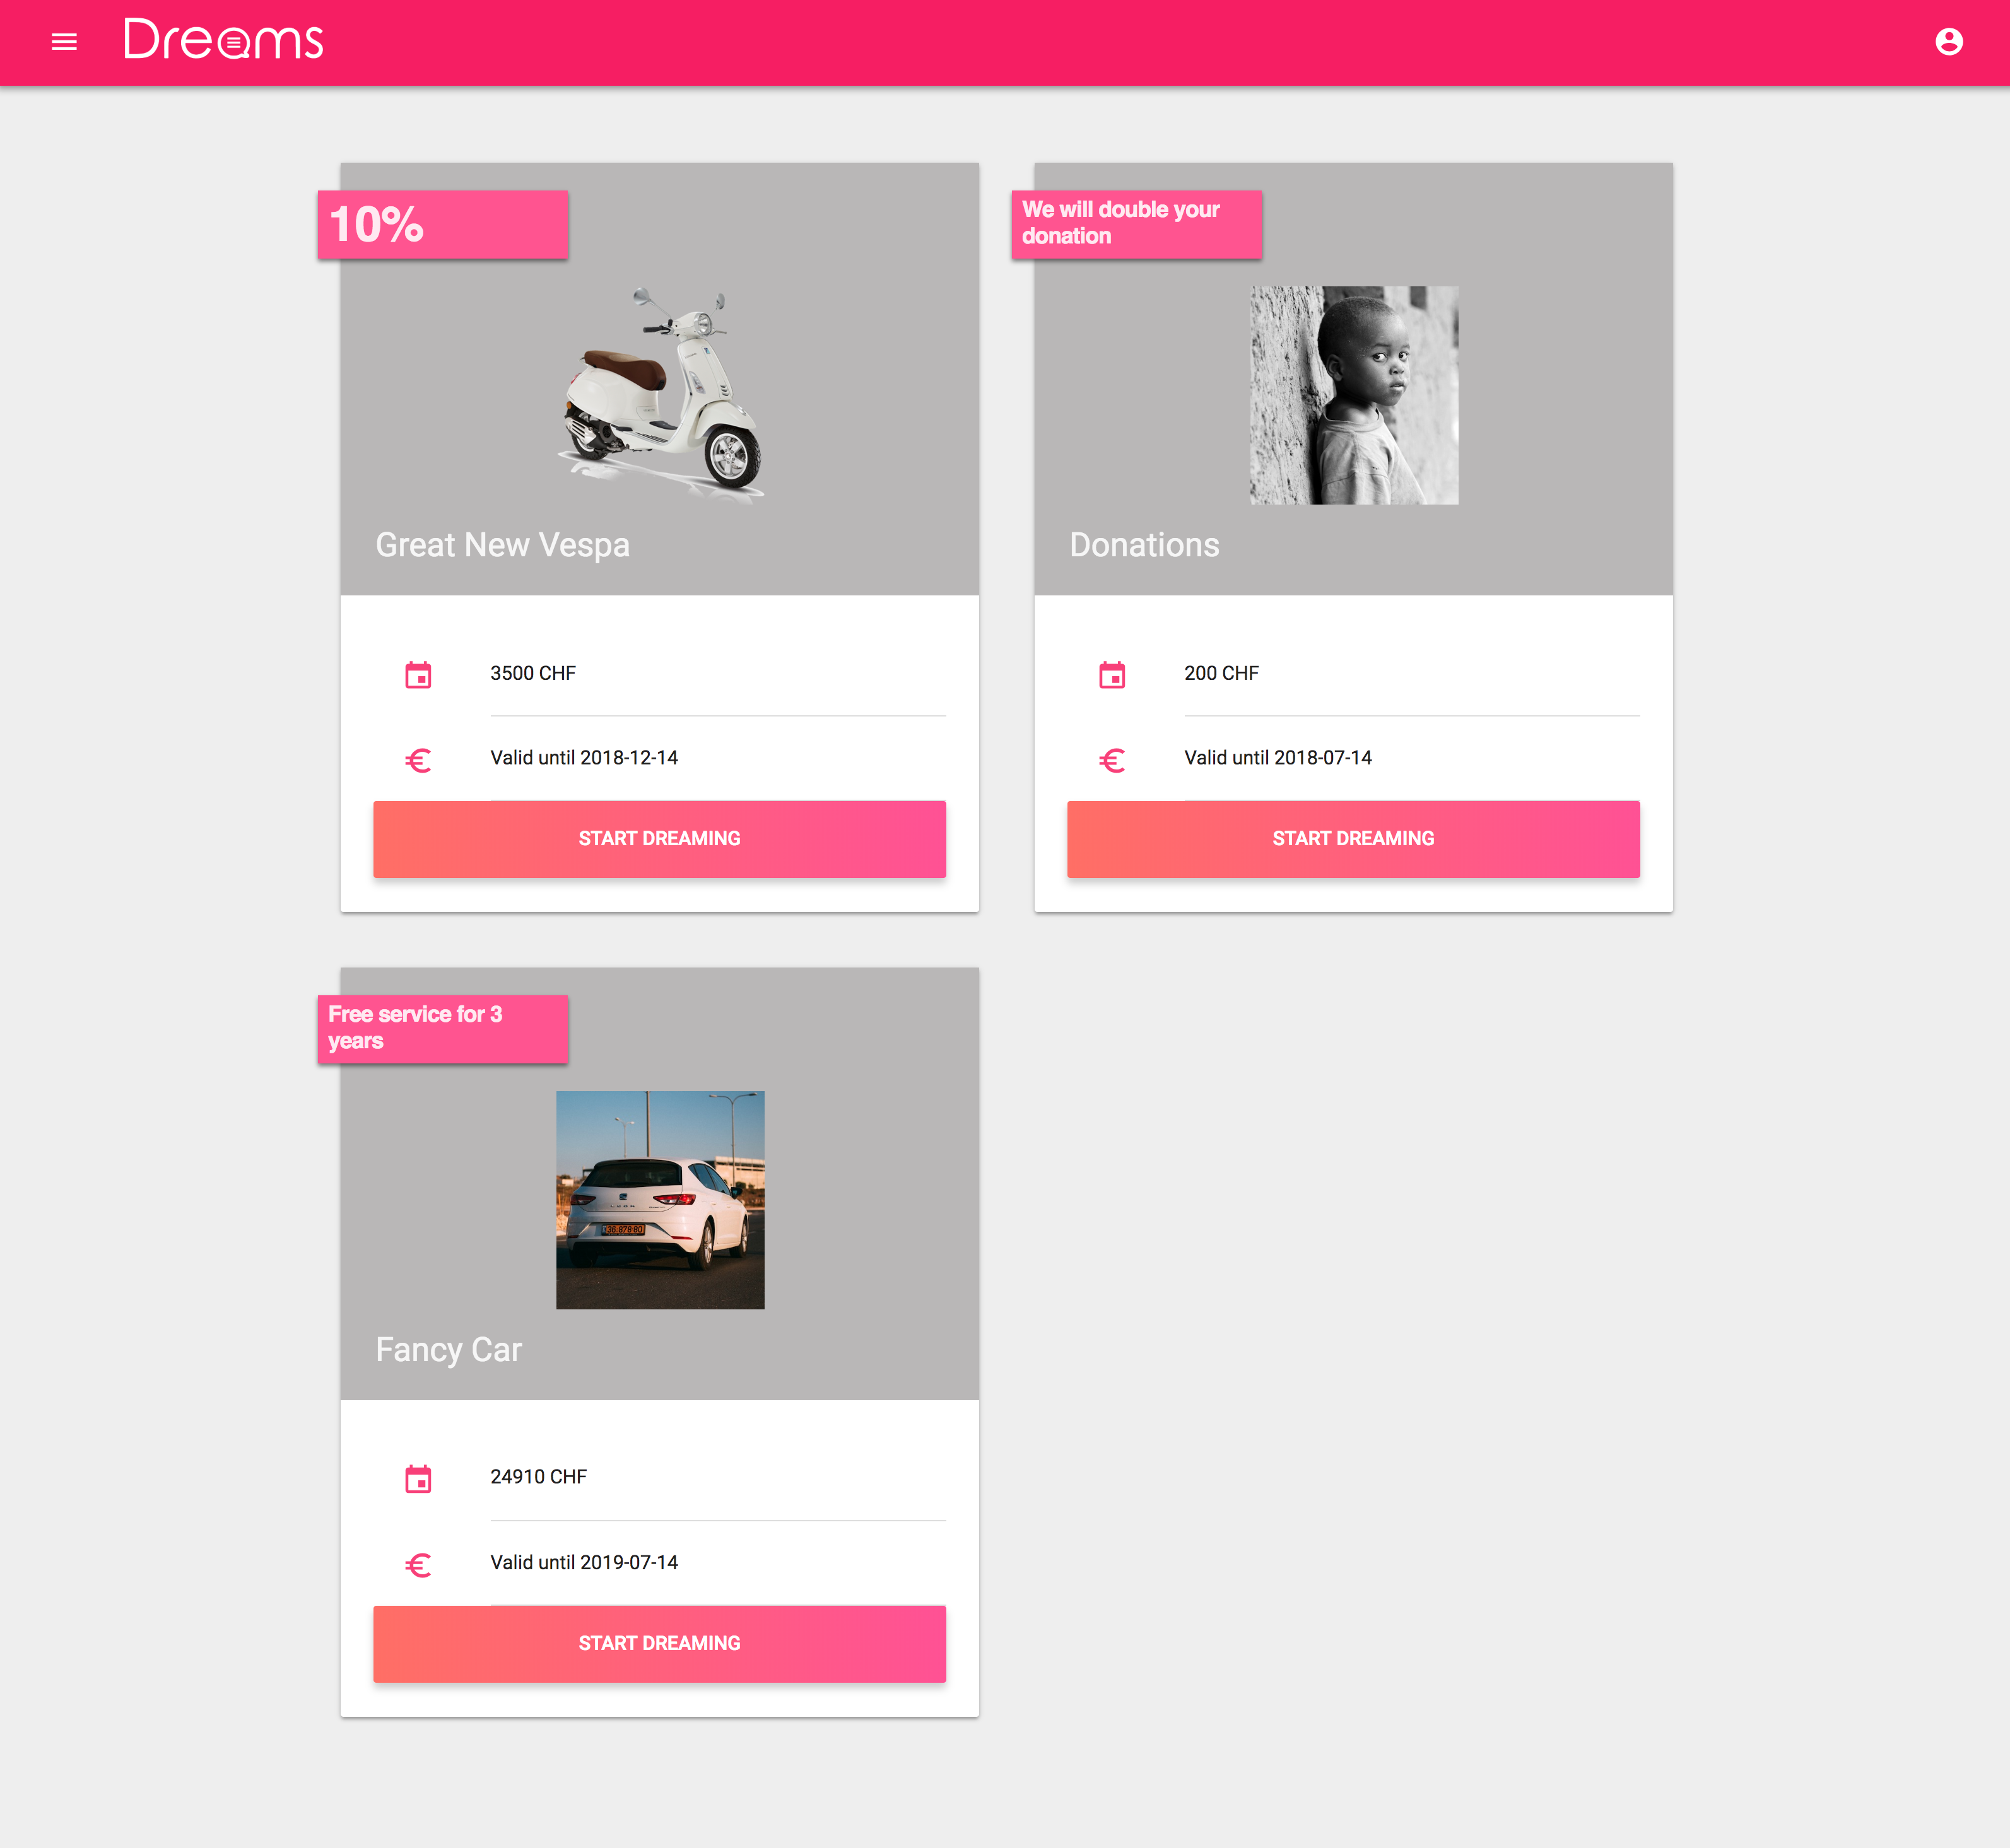 Dreams
10%
Great New Vespa
3500 CHF
Valid until 2018-12-14
START DREAMING
We will double your
donation
Donations
200 CHF
Valid until 2018-07-14
START DREAMING
Free service for 3
years
LEON
Fancy Car
24910 CHF
Valid until 2019-07-14
START DREAMING